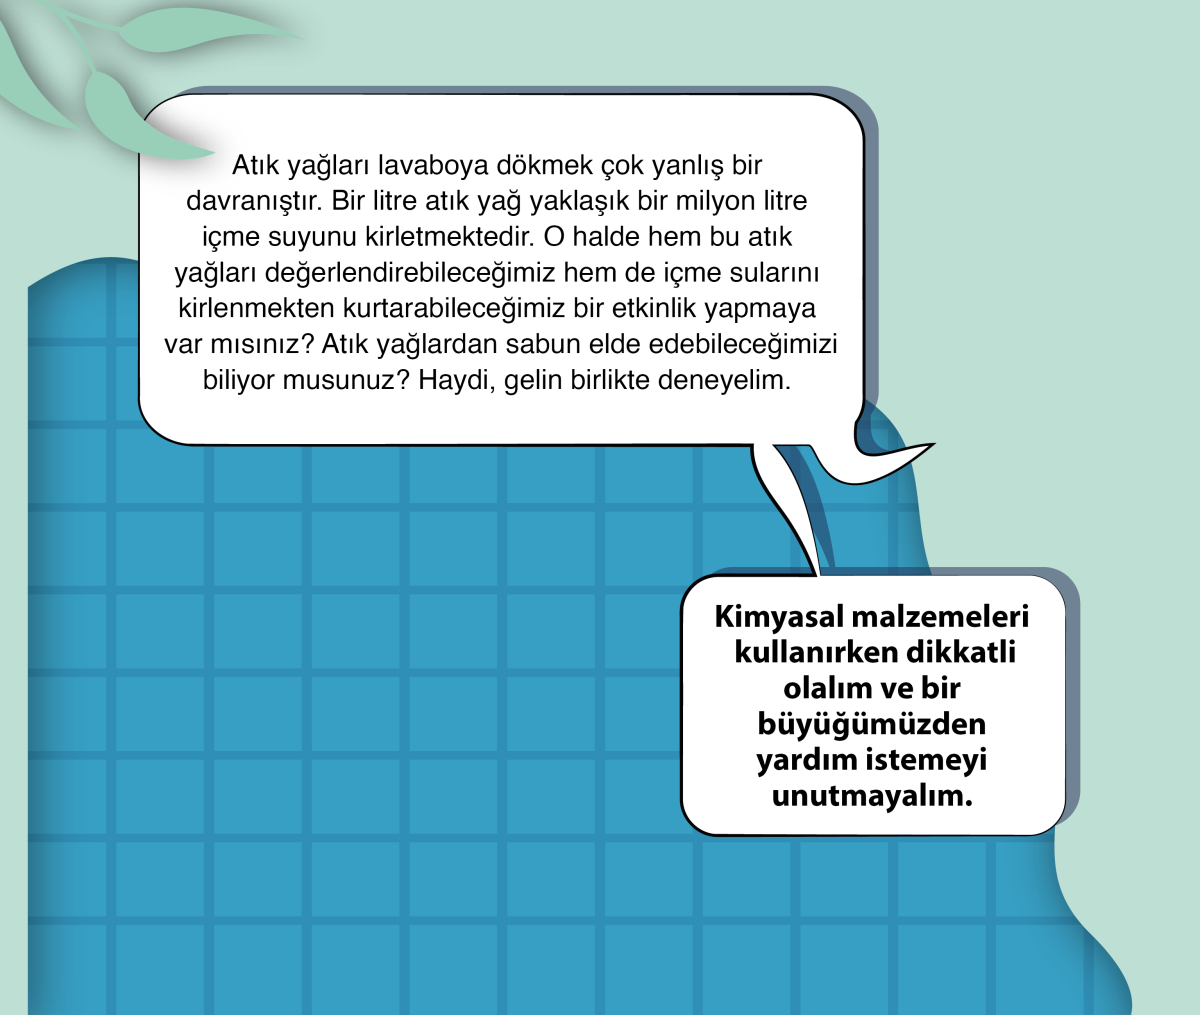 Atık yağları lavaboya dökmek çok yanlış bir
davranıştır. Bir litre atık yağ yaklaşık bir milyon litre
içme suyunu kirletmektedir. O halde hem bu atık
yağları değerlendirebileceğimiz hem de içme sularını
kirlenmekten kurtarabileceğimiz bir etkinlik yapmaya
var mısınız? Atık yağlardan sabun elde edebileceğimizi
biliyor musunuz? Haydi, gelin birlikte deneyelim.
Kimyasal malzemeleri
kullanırken dikkatli
olalım ve bir
büyüğümüzden
yardım istemeyi
unutmayalım.